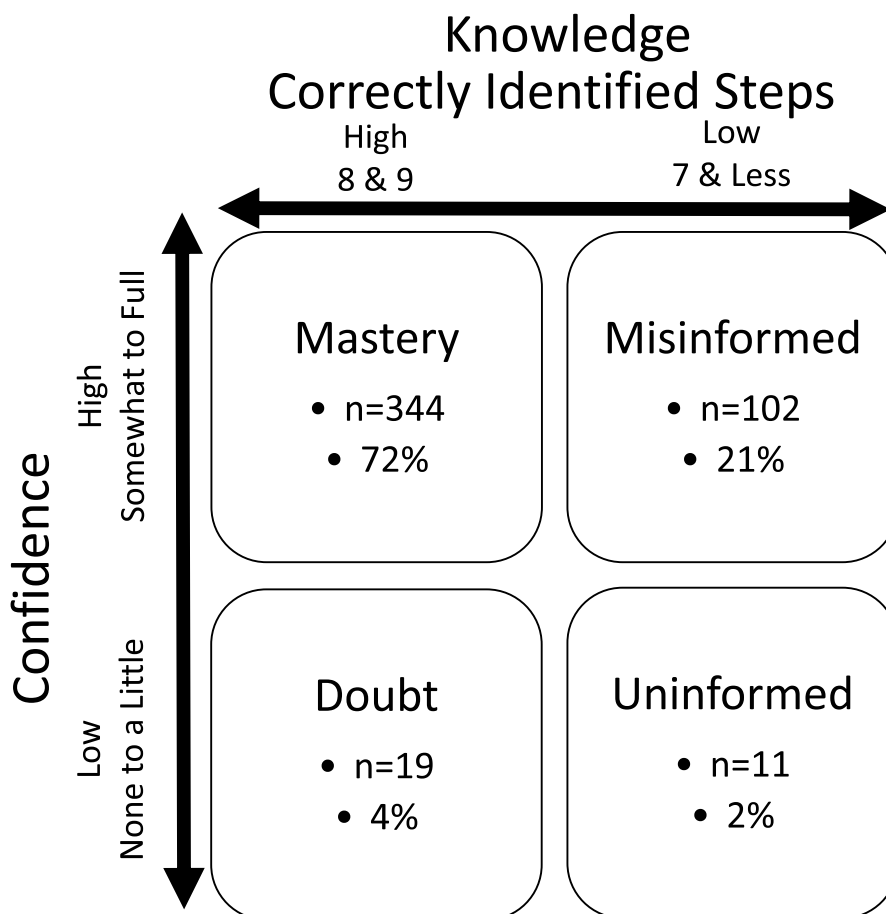 Knowledge
Correctly Identified Steps
High
8 & 9
Low
7 & Less
Confidence
High
Somewhat to Full
Low
None to a Little
Mastery
• n=344
• 72%
Misinformed
• n=102
• 21%
Doubt
• n=19
• 4%
Uninformed
• n=11
• 2%